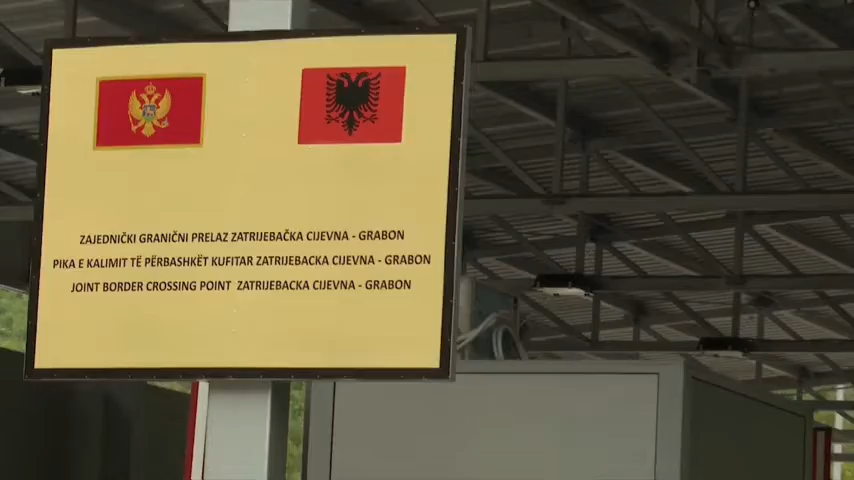 ZAJEDNIČKI GRANIČNI PRELAZ ZATRIJEBAČKA CIJEVNA - GRABON
PIKA E KALIMIT TË PËRBASHKËT KUFITAR ZATRIJEBACKA CIJEVNA - GRABON
JOINT BORDER CROSSING POINT ZATRIJEBACKA CIJEVNA - GRABON